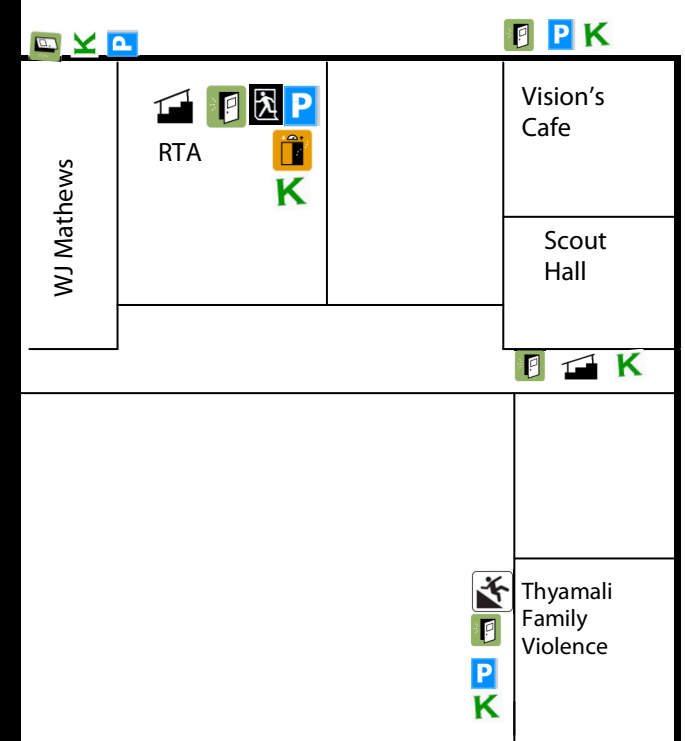 K P
P K
P
K
RTA
WJ Mathews
Vision's
Cafe
Scout
Hall
K
Thyamali
Family
Violence
P
K